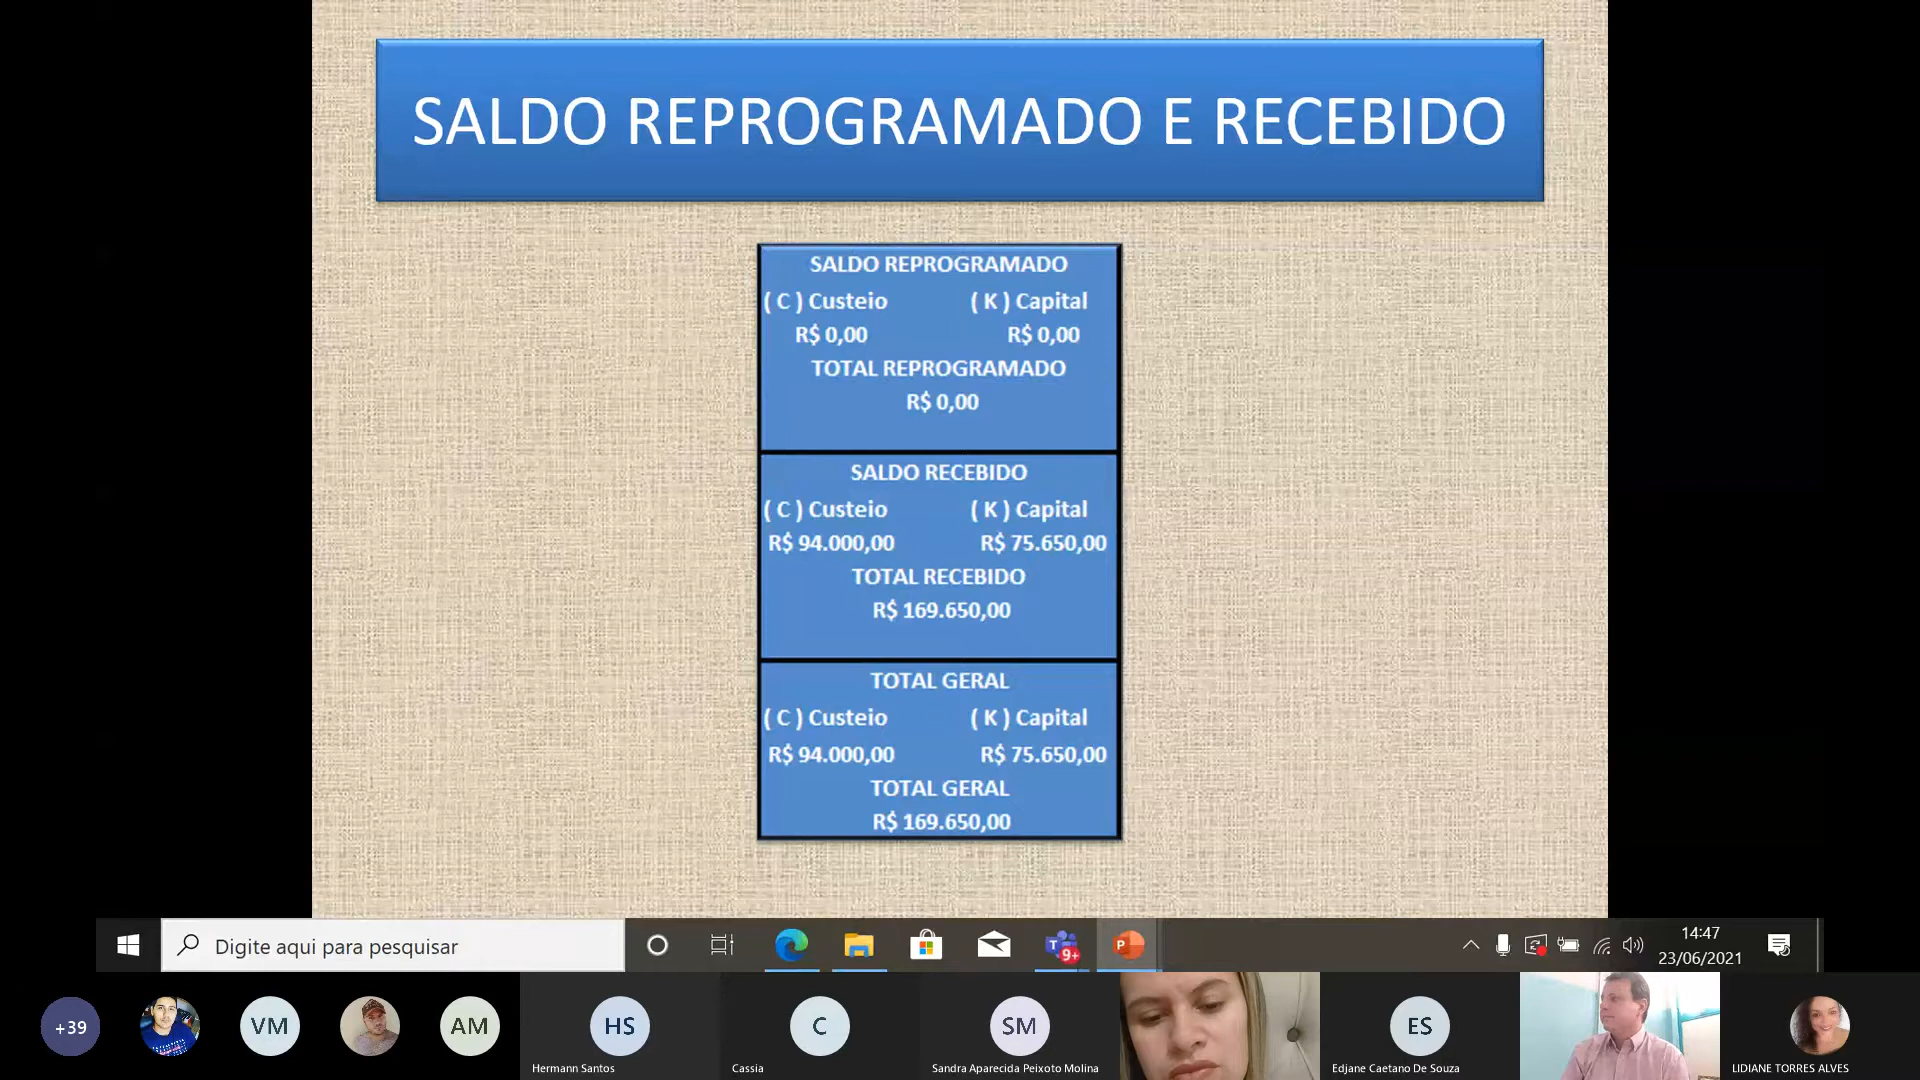 SALDO REPROGRAMADO E RECEBIDO
SALDO REPROGRAMADO
( C ) Custeio ( K ) Capital
R$ 0,00 R$ 0,00
TOTAL REPROGRAMADO
R$ 0,00
SALDO RECEBIDO
( C ) Custeio ( K ) Capital
R$ 94.000,00 R$ 75.650,00
TOTAL RECEBIDO
R$ 169.650,00
TOTAL GERAL
( C ) Custeio ( K ) Capital
R$ 94.000,00 R$ 75.650,00
TOTAL GERAL
R$ 169.650,00
Digite aqui para pesquisar
T
9+
P
14:47
23/06/2021
+39
VM
AM
HS
Hermann Santos
C
Cassia
SM
Sandra Aparecida Peixoto Molina
ES
Edjane Caetano De Souza
LIDIANE TORRES ALVES